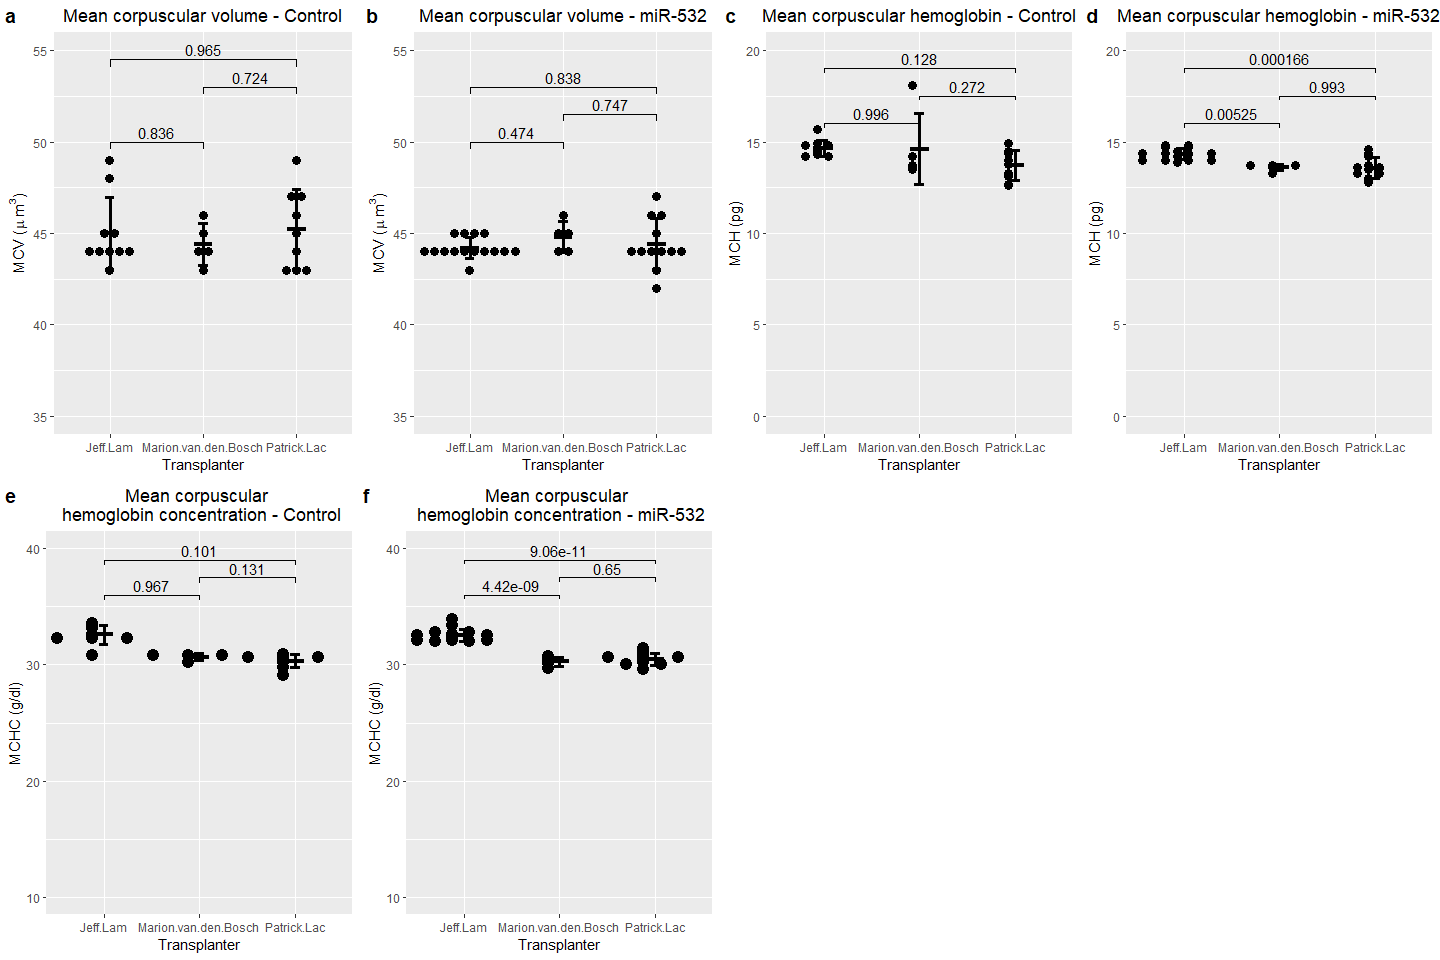 a
Mean corpuscular volume - Control
55
50
45
40
35
MCV (μ m³)
0.965
0.724
0.836
Jeff.Lam
Marion.van.den.Bosch
Patrick.Lac
Transplanter
b
Mean corpuscular volume - miR-532
55
50
45
40
35
MCV (μ m³)
0.838
0.747
0.474
Jeff.Lam
Marion.van.den.Bosch
Patrick.Lac
Transplanter
c
Mean corpuscular hemoglobin - Control
20
15
10
5
0
MCH (pg)
0.128
0.272
0.996
Jeff.Lam
Marion.van.den.Bosch
Patrick.Lac
Transplanter
d
Mean corpuscular hemoglobin - miR-532
20
15
10
5
0
MCH (pg)
0.000166
0.993
0.00525
Jeff.Lam
Marion.van.den.Bosch
Patrick.Lac
Transplanter
e
Mean corpuscular
hemoglobin concentration - Control
40
30
20
10
MCHC (g/dl)
0.101
0.131
0.967
Jeff.Lam
Marion.van.den.Bosch
Patrick.Lac
Transplanter
f
Mean corpuscular
hemoglobin concentration - miR-532
40
30
20
10
MCHC (g/dl)
9.06e-11
0.65
4.42e-09
Jeff.Lam
Marion.van.den.Bosch
Patrick.Lac
Transplanter